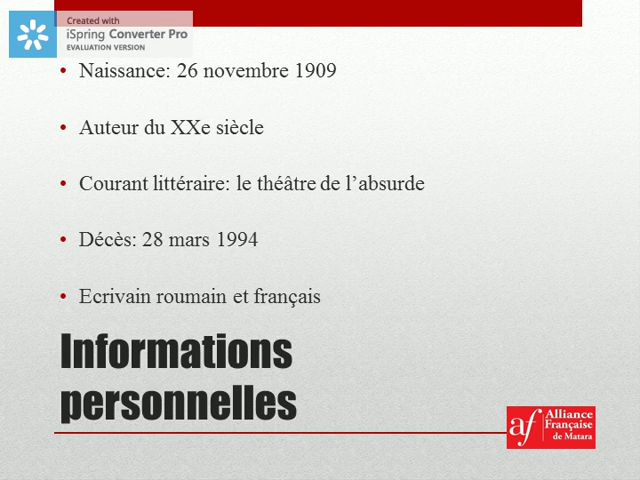 Created with
iSpring Converter Pro
EVALUATION VERSION
• Naissance: 26 novembre 1909
• Auteur du XXe siècle
• Courant littéraire: le théâtre de l’absurde
• Décès: 28 mars 1994
• Ecrivain roumain et français
Informations
personnelles
af Alliance
Française
de Matara